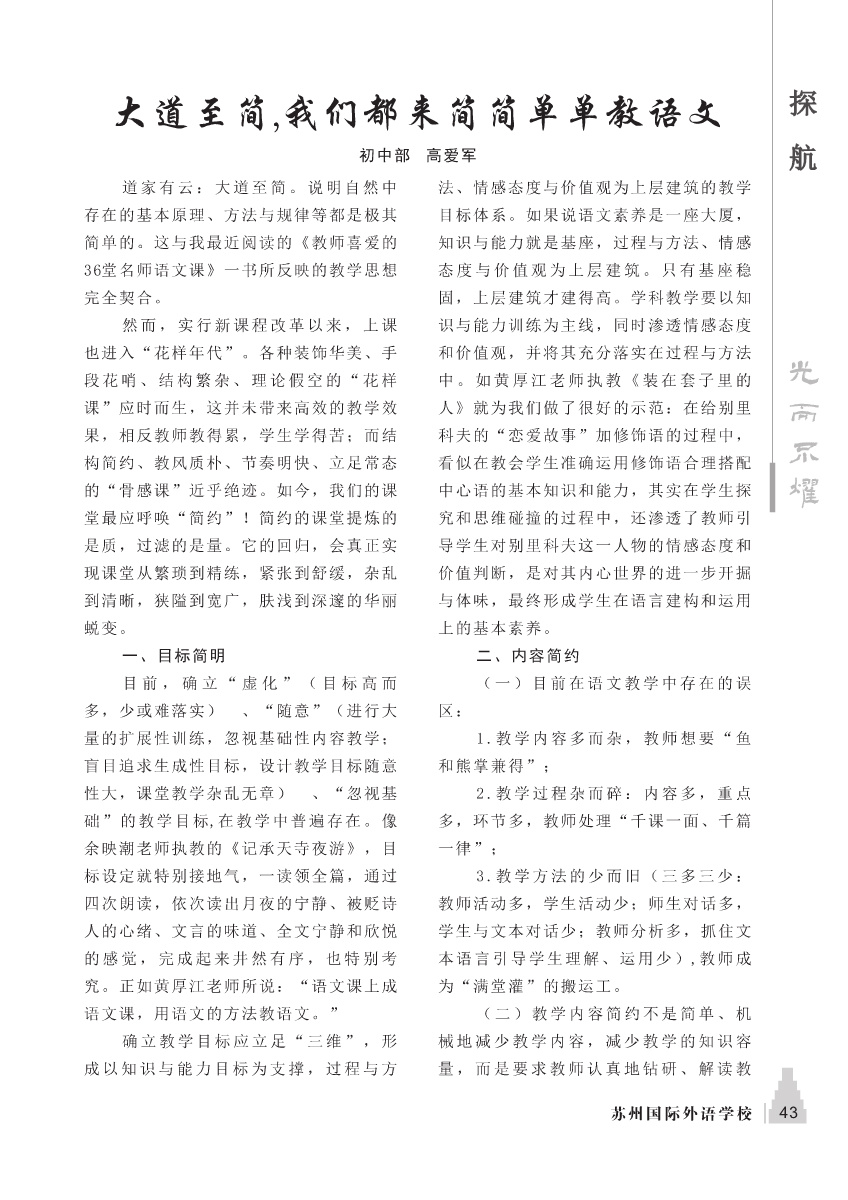 大道至简,我们都来简简单单教语文
初中部 高爱军
道家有云：大道至简。说明自然中
存在的基本原理、方法与规律等都是极其
简单的。这与我最近阅读的《教师喜爱的
36堂名师语文课》一书所反映的教学思想
完全契合。
然而，实行新课程改革以来，上课
也进入“花样年代”。各种装饰华美、手
段花哨、结构繁杂、理论假空的“花样
课”应时而生，这并未带来高效的教学效
果，相反教师教得累，学生学得苦；而结
构简约、教风质朴、节奏明快、立足常态
的“骨感课”近乎绝迹。如今，我们的课
堂最应呼唤“简约”！简约的课堂提炼的
是质，过滤的是量。它的回归，会真正实
现课堂从繁琐到精练，紧张到舒缓，杂乱
到清晰，狭隘到宽广，肤浅到深邃的华丽
蜕变。
一、目标简明
目前，确立“虚化”（目标高而
多，少或难落实） 、“随意”（进行大
量的扩展性训练，忽视基础性内容教学；
盲目追求生成性目标，设计教学目标随意
性大，课堂教学杂乱无章） 、“忽视基
础”的教学目标,在教学中普遍存在。像
余映潮老师执教的《记承天寺夜游》，目
标设定就特别接地气，一读领全篇，通过
四次朗读，依次读出月夜的宁静、被贬诗
人的心绪、文言的味道、全文宁静和欣悦
的感觉，完成起来井然有序，也特别考
究。正如黄厚江老师所说：“语文课上成
语文课，用语文的方法教语文。”
确立教学目标应立足“三维”，形
成以知识与能力目标为支撑，过程与方
法、情感态度与价值观为上层建筑的教学
目标体系。如果说语文素养是一座大厦，
知识与能力就是基座，过程与方法、情感
态度与价值观为上层建筑。只有基座稳
固，上层建筑才建得高。学科教学要以知
识与能力训练为主线，同时渗透情感态度
和价值观，并将其充分落实在过程与方法
中。如黄厚江老师执教《装在套子里的
人》就为我们做了很好的示范：在给别里
科夫的“恋爱故事”加修饰语的过程中，
看似在教会学生准确运用修饰语合理搭配
中心语的基本知识和能力，其实在学生探
究和思维碰撞的过程中，还渗透了教师引
导学生对别里科夫这一人物的情感态度和
价值判断，是对其内心世界的进一步开掘
与体味，最终形成学生在语言建构和运用
上的基本素养。
二、内容简约
（一）目前在语文教学中存在的误
区：
1.教学内容多而杂，教师想要“鱼
和熊掌兼得”；
2.教学过程杂而碎：内容多，重点
多，环节多，教师处理“千课一面、千篇
一律”；
3.教学方法的少而旧（三多三少：
教师活动多，学生活动少；师生对话多，
学生与文本对话少；教师分析多，抓住文
本语言引导学生理解、运用少）,教师成
为“满堂灌”的搬运工。
（二）教学内容简约不是简单、机
械地减少教学内容，减少教学的知识容
量，而是要求教师认真地钻研、解读教
探航
光而不耀
苏州国际外语学校 43